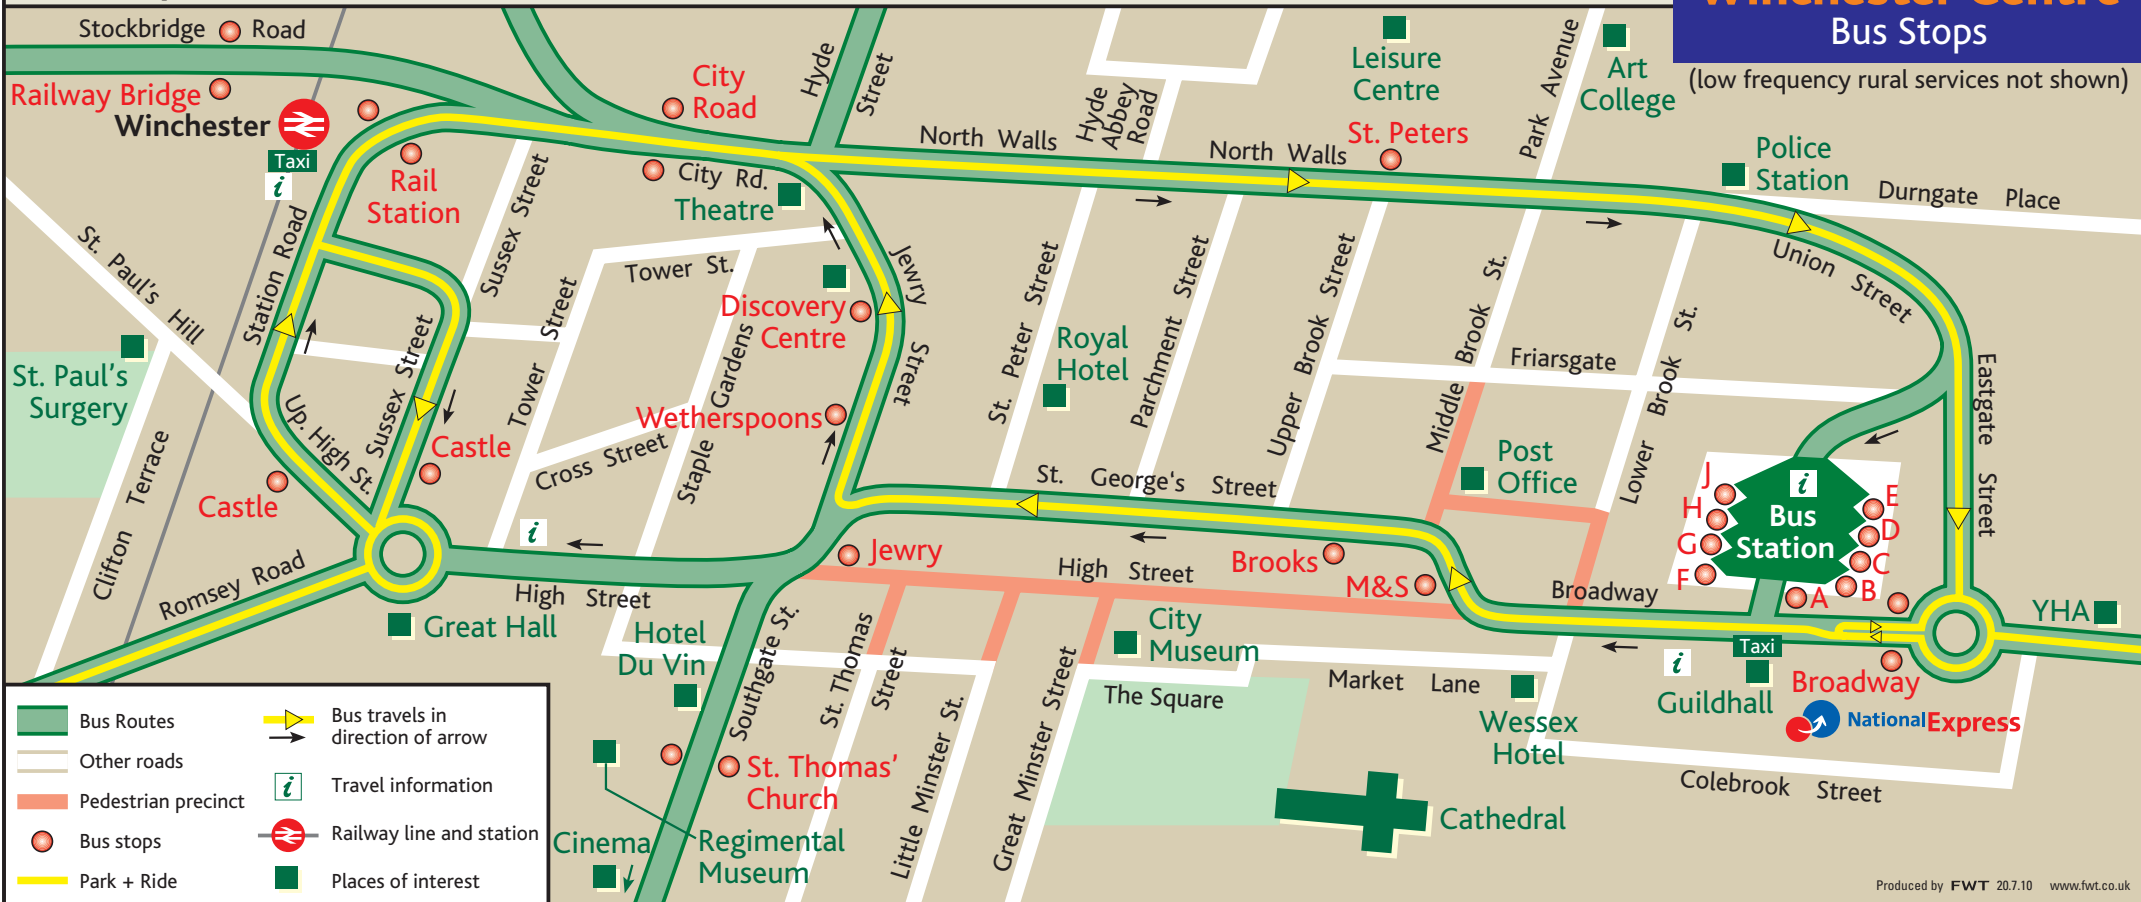 Winchester Centre
Bus Stops
(low frequency rural services not shown)
Stockbridge Road
Railway Bridge
Winchester
Taxi
i
Rail
Station
City
Road
Hyde
Street
City Rd.
Theatre
North Walls
Hyde
Abbey
Road
North Walls
Leisure
Centre
St. Peters
Park Avenue
Art
College
Police
Station
Durngate Place
Union Street
St. Paul's Hill
Station Road
Sussex Street
Sussex Street
Tower St.
Tower Street
Discovery
Centre
Jewry
Street
St. Peter Street
Royal
Hotel
Parchment Street
Upper Brook Street
Middle Brook St.
Friarsgate
Lower Brook St.
Eastgate Street
St. Paul's
Surgery
Up. High St.
Castle
Castle
Clifton Terrace
Romsey Road
Cross Street
Staple Gardens
Wetherspoons
St. George's Street
Post
Office
i
Bus
Station
i
J
H
G
F
E
D
C
B
A
Jewry
High Street
Brooks
M&S
Broadway
High Street
Great Hall
Hotel
Du Vin
Southgate St.
St. Thomas
Street
Little Minster St.
Great Minster Street
City
Museum
The Square
Market Lane
Wessex
Hotel
Taxi
i
Guildhall
Broadway
NationalExpress
YHA
Colebrook Street
Cathedral
St. Thomas'
Church
Regimental
Museum
Cinema
Bus Routes
Other roads
Pedestrian precinct
Bus stops
Park + Ride
Bus travels in
direction of arrow
i
Travel information
Railway line and station
Places of interest
Produced by FWT 20.7.10 www.fwt.co.uk